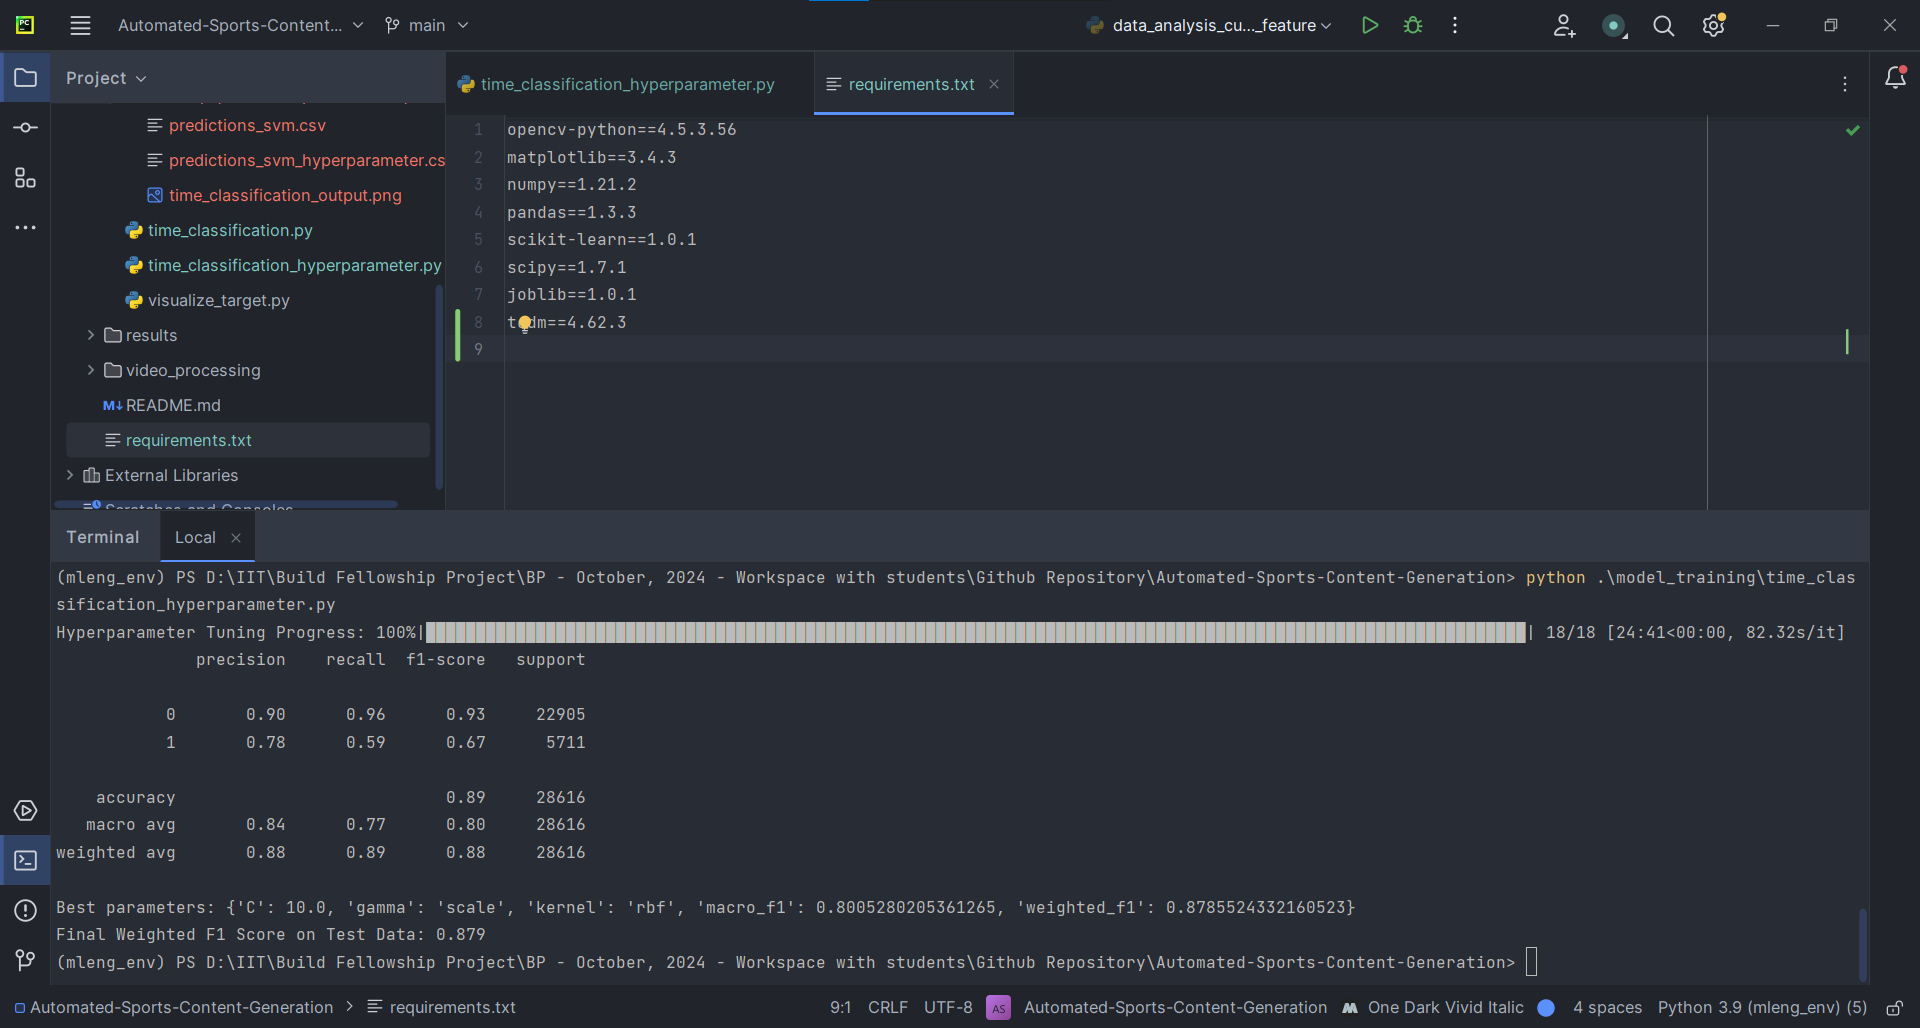 Automated-Sports-Content... main data_analysis_cu..._feature
Project
predictions_svm.csv
predictions_svm_hyperparameter.cs
time_classification_output.png
time_classification.py
time_classification_hyperparameter.py
visualize_target.py
results
video_processing
M↓ README.md
requirements.txt
External Libraries
Scratches and Consoles
time_classification_hyperparameter.py requirements.txt
1 opencv-python==4.5.3.56
2 matplotlib==3.4.3
3 numpy==1.21.2
4 pandas==1.3.3
5 scikit-learn==1.0.1
6 scipy==1.7.1
7 joblib==1.0.1
8 tqdm==4.62.3
9
Terminal Local
(mleng_env) PS D:\IIT\Build Fellowship Project\BP - October, 2024 - Workspace with students\Github Repository\Automated-Sports-Content-Generation> python .\model_training\time_clas
sification_hyperparameter.py
Hyperparameter Tuning Progress: 100%| | 18/18 [24:41<00:00, 82.32s/it]
precision recall f1-score support
0 0.90 0.96 0.93 22905
1 0.78 0.59 0.67 5711
accuracy 0.89 28616
macro avg 0.84 0.77 0.80 28616
weighted avg 0.88 0.89 0.88 28616
Best parameters: {'C': 10.0, 'gamma': 'scale', 'kernel': 'rbf', 'macro_f1': 0.8005280205361265, 'weighted_f1': 0.8785524332160523}
Final Weighted F1 Score on Test Data: 0.879
(mleng_env) PS D:\IIT\Build Fellowship Project\BP - October, 2024 - Workspace with students\Github Repository\Automated-Sports-Content-Generation>
Automated-Sports-Content-Generation > requirements.txt 9:1 CRLF UTF-8 AS Automated-Sports-Content-Generation One Dark Vivid Italic 4 spaces Python 3.9 (mleng_env) (5)